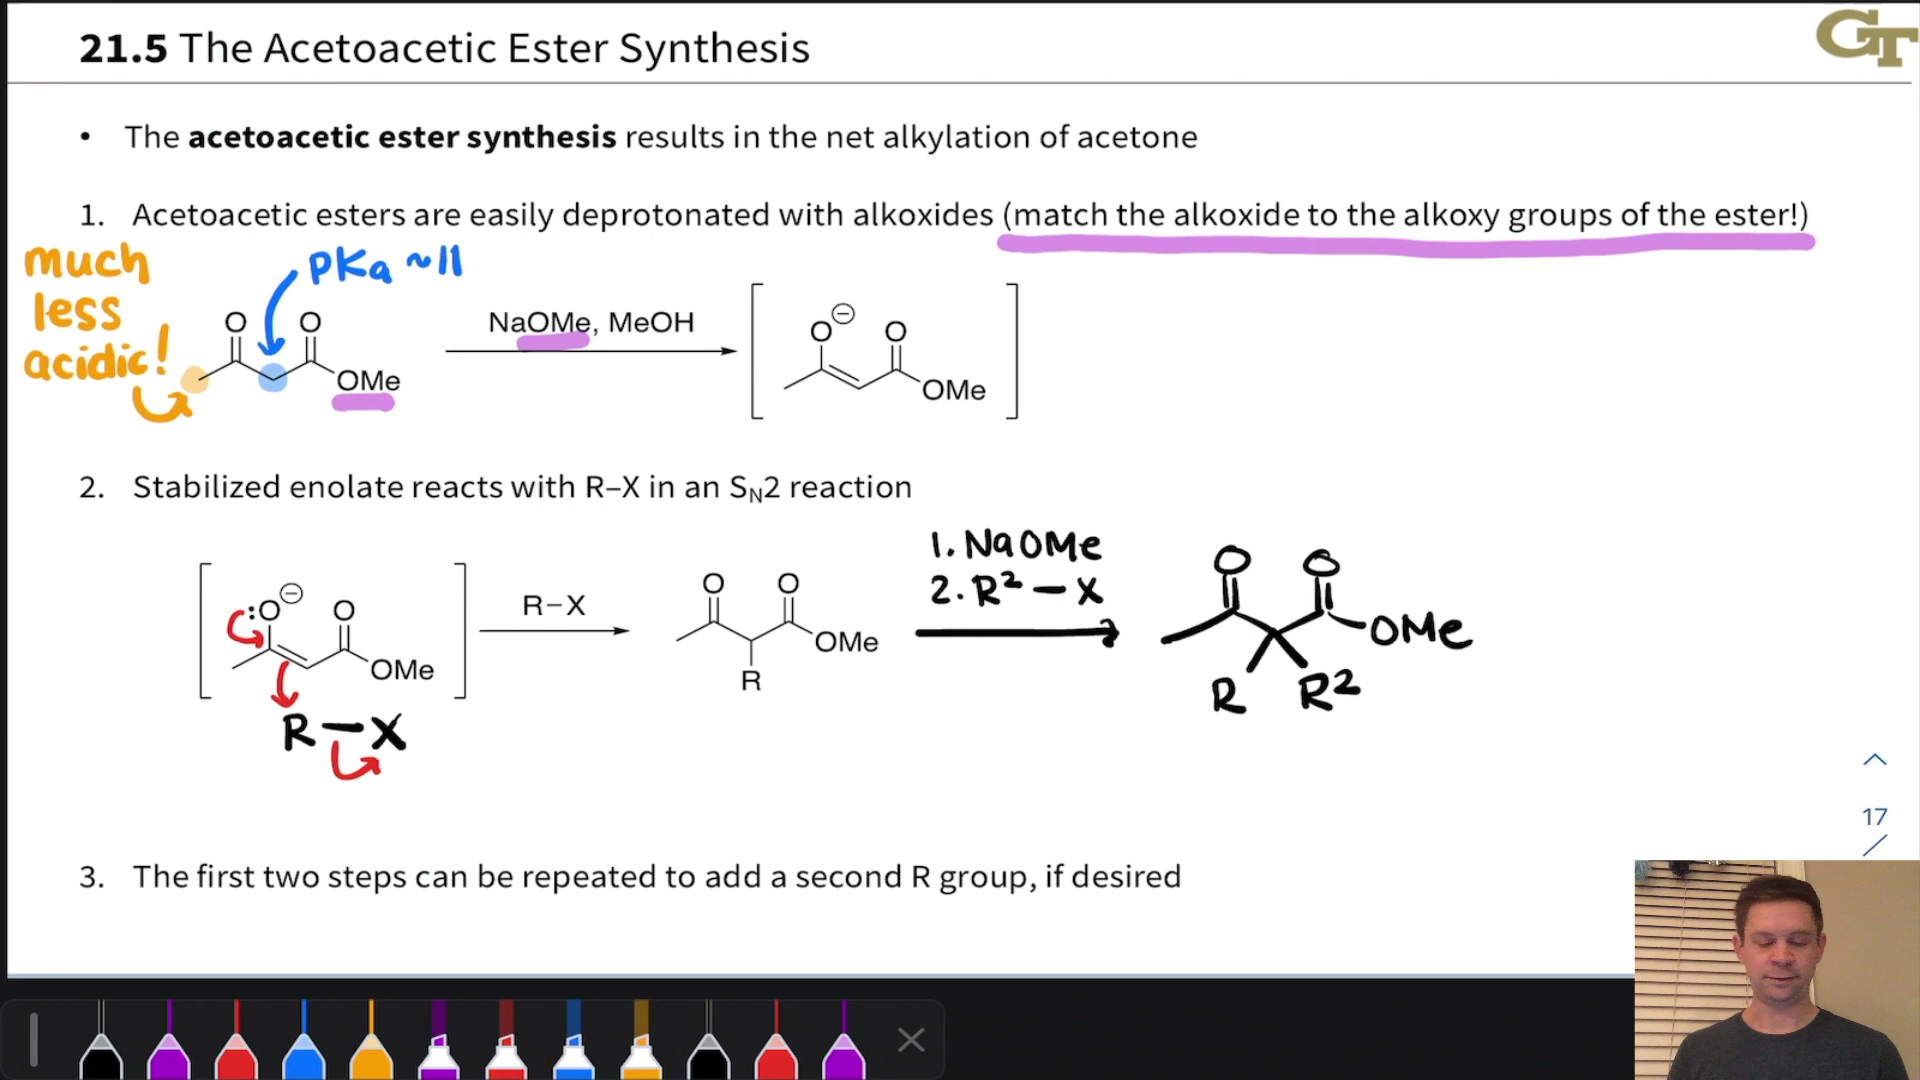 21.5 The Acetoacetic Ester Synthesis
GT
• The acetoacetic ester synthesis results in the net alkylation of acetone
1. Acetoacetic esters are easily deprotonated with alkoxides (match the alkoxide to the alkoxy groups of the ester!)
much
less
acidic!
pKa ~11
O O
OMe
NaOMe, MeOH
O⊖ O
OMe
2. Stabilized enolate reacts with R–X in an SN2 reaction
:O⊖ O
OMe
R–X
R–X
O O
OMe
R
1. NaOMe
2. R²–X
O O
OMe
R R²
17
3. The first two steps can be repeated to add a second R group, if desired